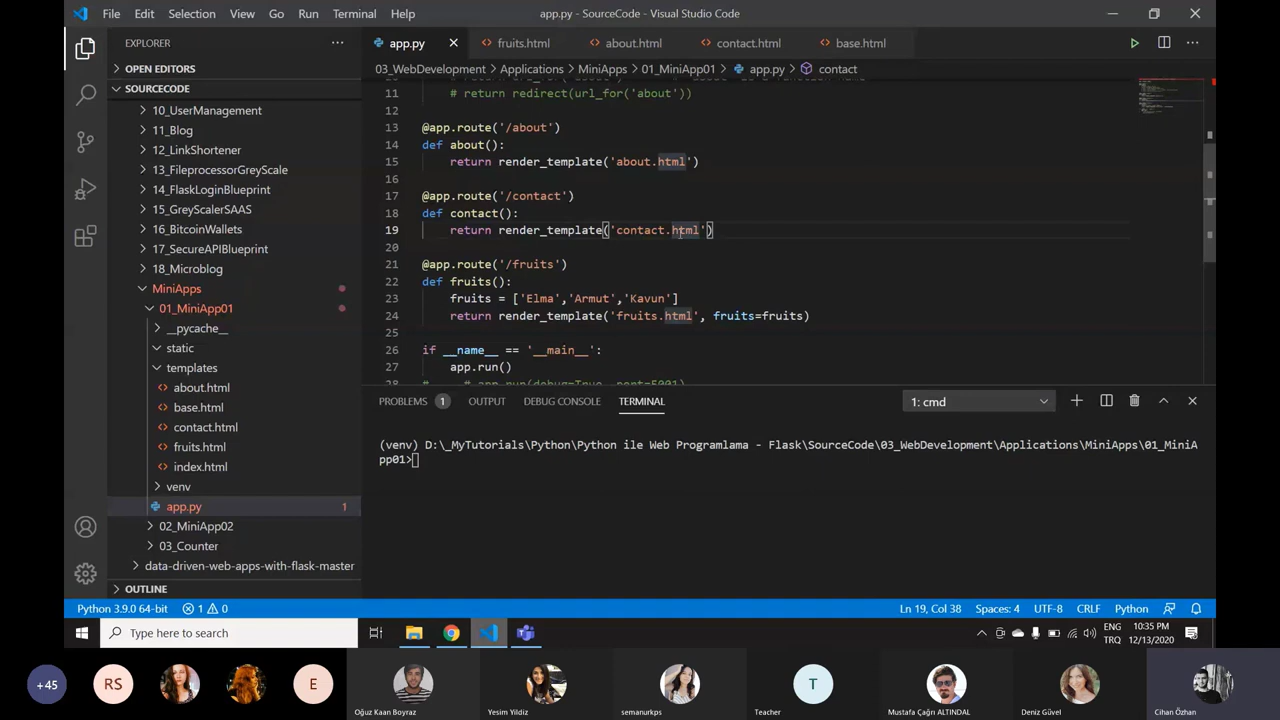 File Edit Selection View Go Run Terminal Help
app.py - SourceCode - Visual Studio Code
EXPLORER
OPEN EDITORS
SOURCECODE
10_UserManagement
11_Blog
12_LinkShortener
13_FileprocessorGreyScale
14_FlaskLoginBlueprint
15_GreyScalerSAAS
16_BitcoinWallets
17_SecureAPIBlueprint
18_Microblog
MiniApps
01_MiniApp01
__pycache__
static
templates
about.html
base.html
contact.html
fruits.html
index.html
venv
app.py 1
02_MiniApp02
03_Counter
data-driven-web-apps-with-flask-master
OUTLINE
app.py fruits.html about.html contact.html base.html
03_WebDevelopment > Applications > MiniApps > 01_MiniApp01 > app.py > contact
11 # return redirect(url_for('about'))
12
13 @app.route('/about')
14 def about():
15 return render_template('about.html')
16
17 @app.route('/contact')
18 def contact():
19 return render_template('contact.html')
20
21 @app.route('/fruits')
22 def fruits():
23 fruits = ['Elma','Armut','Kavun']
24 return render_template('fruits.html', fruits=fruits)
25
26 if __name__ == '__main__':
27 app.run()
28 # # app.run(debug=True, port=5001)
PROBLEMS 1 OUTPUT DEBUG CONSOLE TERMINAL 1: cmd
(venv) D:\_MyTutorials\Python\Python ile Web Programlama - Flask\SourceCode\03_WebDevelopment\Applications\MiniApps\01_MiniA
pp01>
Python 3.9.0 64-bit 1 0 Ln 19, Col 38 Spaces: 4 UTF-8 CRLF Python
Type here to search
ENG 10:35 PM
TRQ 12/13/2020
+45 RS E T
Oğuz Kaan Boyraz Yesim Yildiz semanurkps Teacher Mustafa Çağrı ALTINDAL Deniz Güvel Cihan Özhan